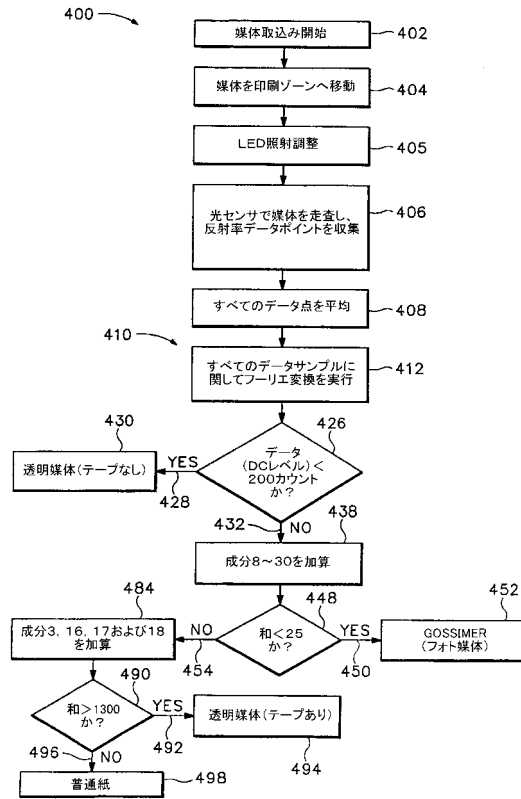 400
媒体取込み開始
402
媒体を印刷ゾーンへ移動
404
LED照射調整
405
光センサで媒体を走査し、
反射率データポイントを収集
406
すべてのデータ点を平均
408
410
すべてのデータサンプルに
関してフーリエ変換を実行
412
426
データ
(DCレベル)<
200カウント
か?
430
透明媒体(テープなし)
YES
428
432
NO
438
成分8~30を加算
448
和<25
か?
YES
450
452
GOSSIMER
(フォト媒体)
NO
454
484
成分3, 16, 17および18
を加算
490
和>1300
か?
YES
492
透明媒体(テープあり)
494
496
NO
普通紙
498